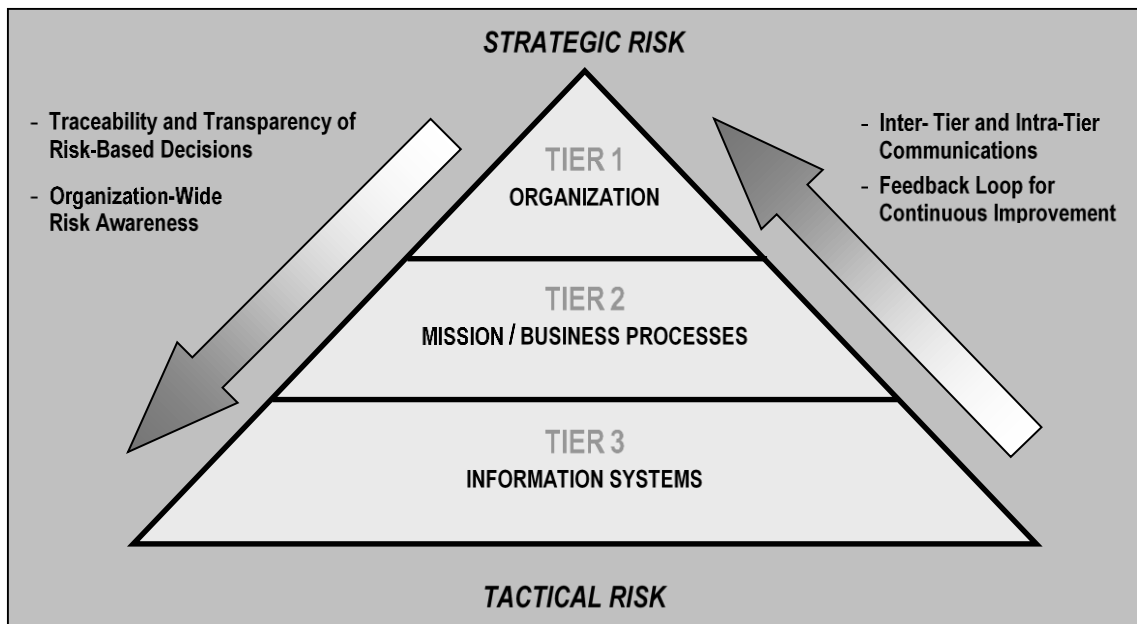 STRATEGIC RISK
- Traceability and Transparency of
Risk-Based Decisions
- Organization-Wide
Risk Awareness
- Inter- Tier and Intra-Tier
Communications
- Feedback Loop for
Continuous Improvement
TIER 1
ORGANIZATION
TIER 2
MISSION / BUSINESS PROCESSES
TIER 3
INFORMATION SYSTEMS
TACTICAL RISK